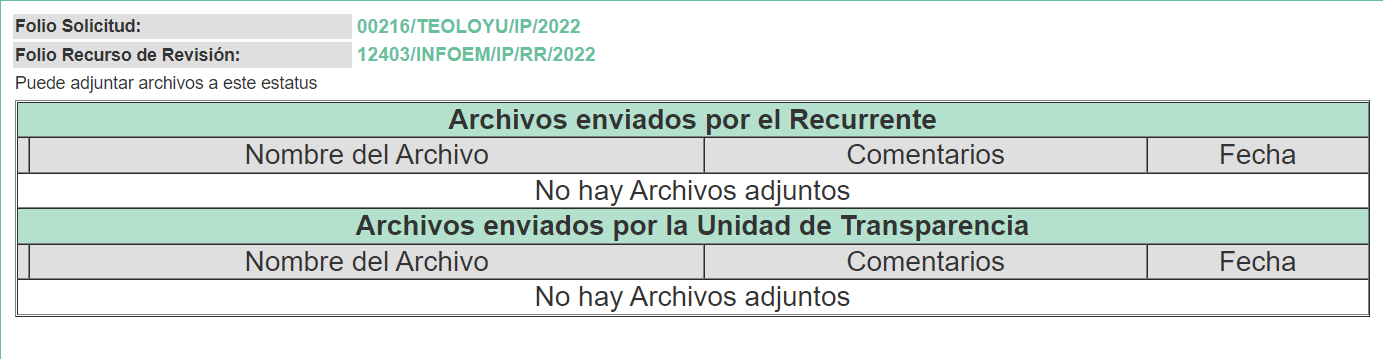 Folio Solicitud: 00216/TEOLOYU/IP/2022
Folio Recurso de Revisión: 12403/INFOEM/IP/RR/2022
Puede adjuntar archivos a este estatus
Archivos enviados por el Recurrente
Nombre del Archivo Comentarios Fecha
No hay Archivos adjuntos
Archivos enviados por la Unidad de Transparencia
Nombre del Archivo Comentarios Fecha
No hay Archivos adjuntos